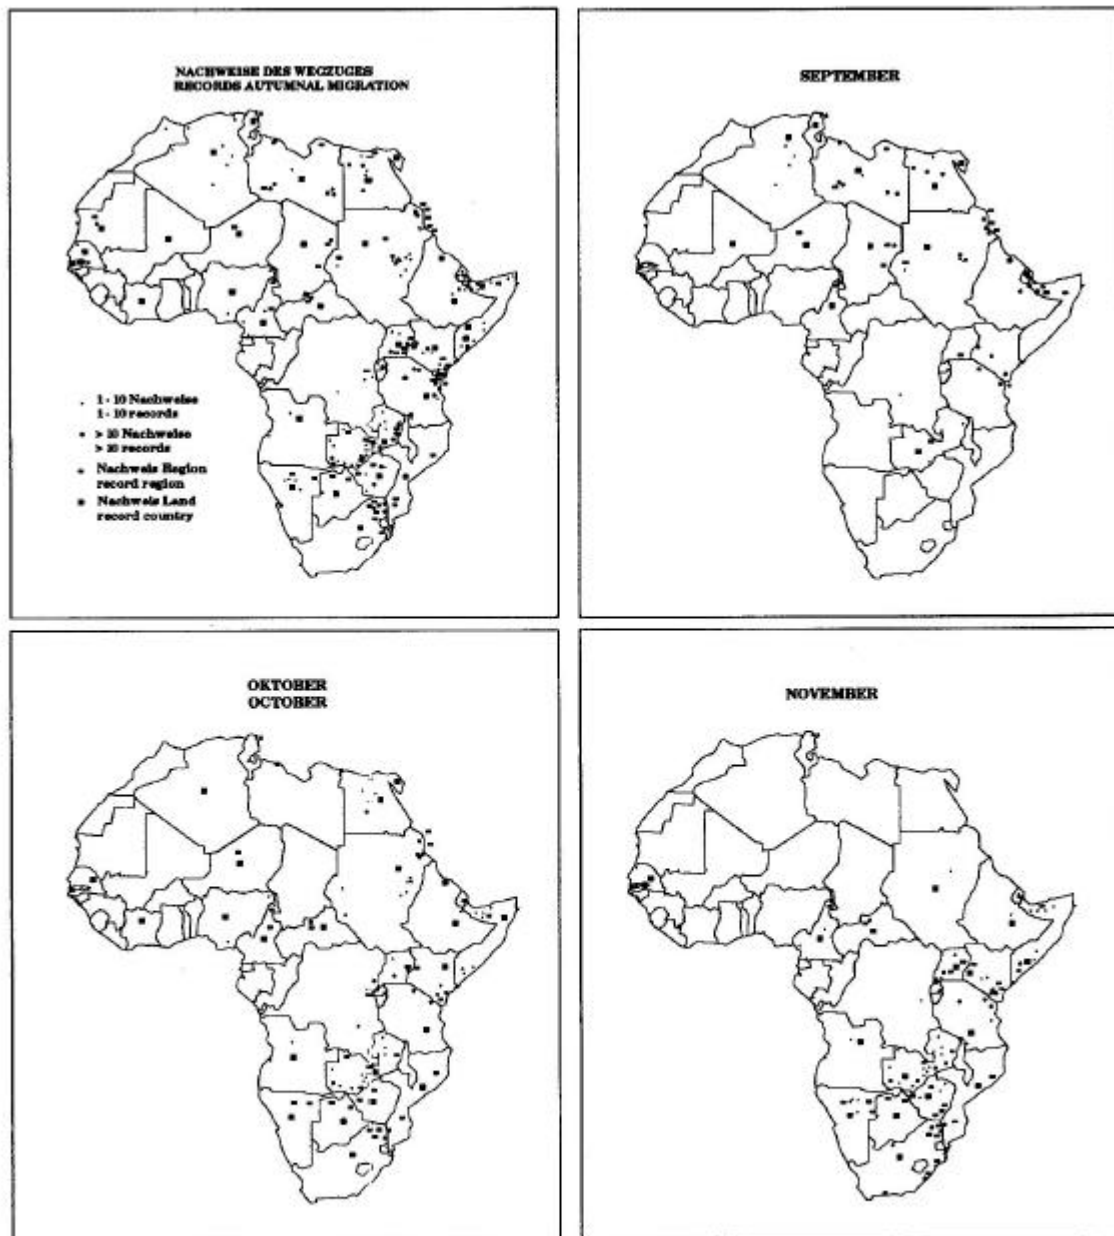 NACHWEISE DES WEGZUGES
RECORDS AUTUMNAL MIGRATION
1 - 10 Nachweise
1 - 10 records
> 10 Nachweise
> 10 records
Nachweis Region
record region
Nachweis Land
record country
SEPTEMBER
OKTOBER
OCTOBER
NOVEMBER